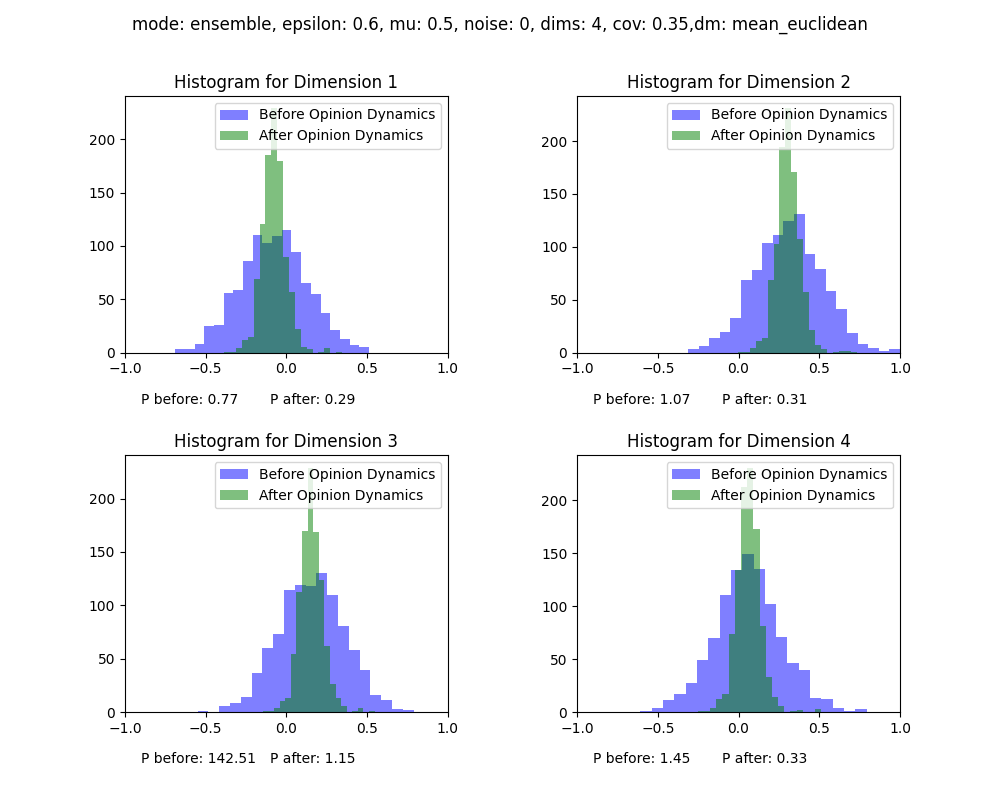 mode: ensemble, epsilon: 0.6, mu: 0.5, noise: 0, dims: 4, cov: 0.35,dm: mean_euclidean
Histogram for Dimension 1
Before Opinion Dynamics
After Opinion Dynamics
200
150
100
50
0
−1.0 −0.5 0.0 0.5 1.0
P before: 0.77 P after: 0.29
Histogram for Dimension 2
Before Opinion Dynamics
After Opinion Dynamics
200
150
100
50
0
−1.0 −0.5 0.0 0.5 1.0
P before: 1.07 P after: 0.31
Histogram for Dimension 3
Before Opinion Dynamics
After Opinion Dynamics
200
150
100
50
0
−1.0 −0.5 0.0 0.5 1.0
P before: 142.51 P after: 1.15
Histogram for Dimension 4
Before Opinion Dynamics
After Opinion Dynamics
200
150
100
50
0
−1.0 −0.5 0.0 0.5 1.0
P before: 1.45 P after: 0.33